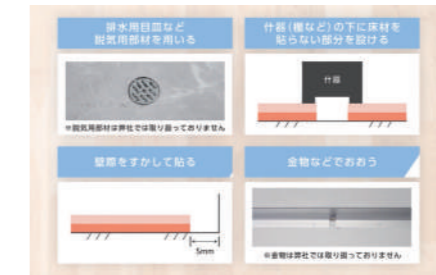 排水用目皿など
脱気用部材を用いる
※脱気用部材は弊社では取り扱っておりません
什器(棚など)の下に床材を
貼らない部分を設ける
什器
壁際をすかして貼る
5mm
金物などでおおう
※金物は弊社では取り扱っておりません